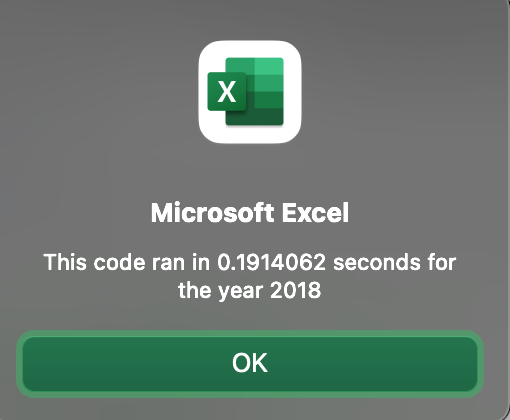 X
Microsoft Excel
This code ran in 0.1914062 seconds for
the year 2018
OK